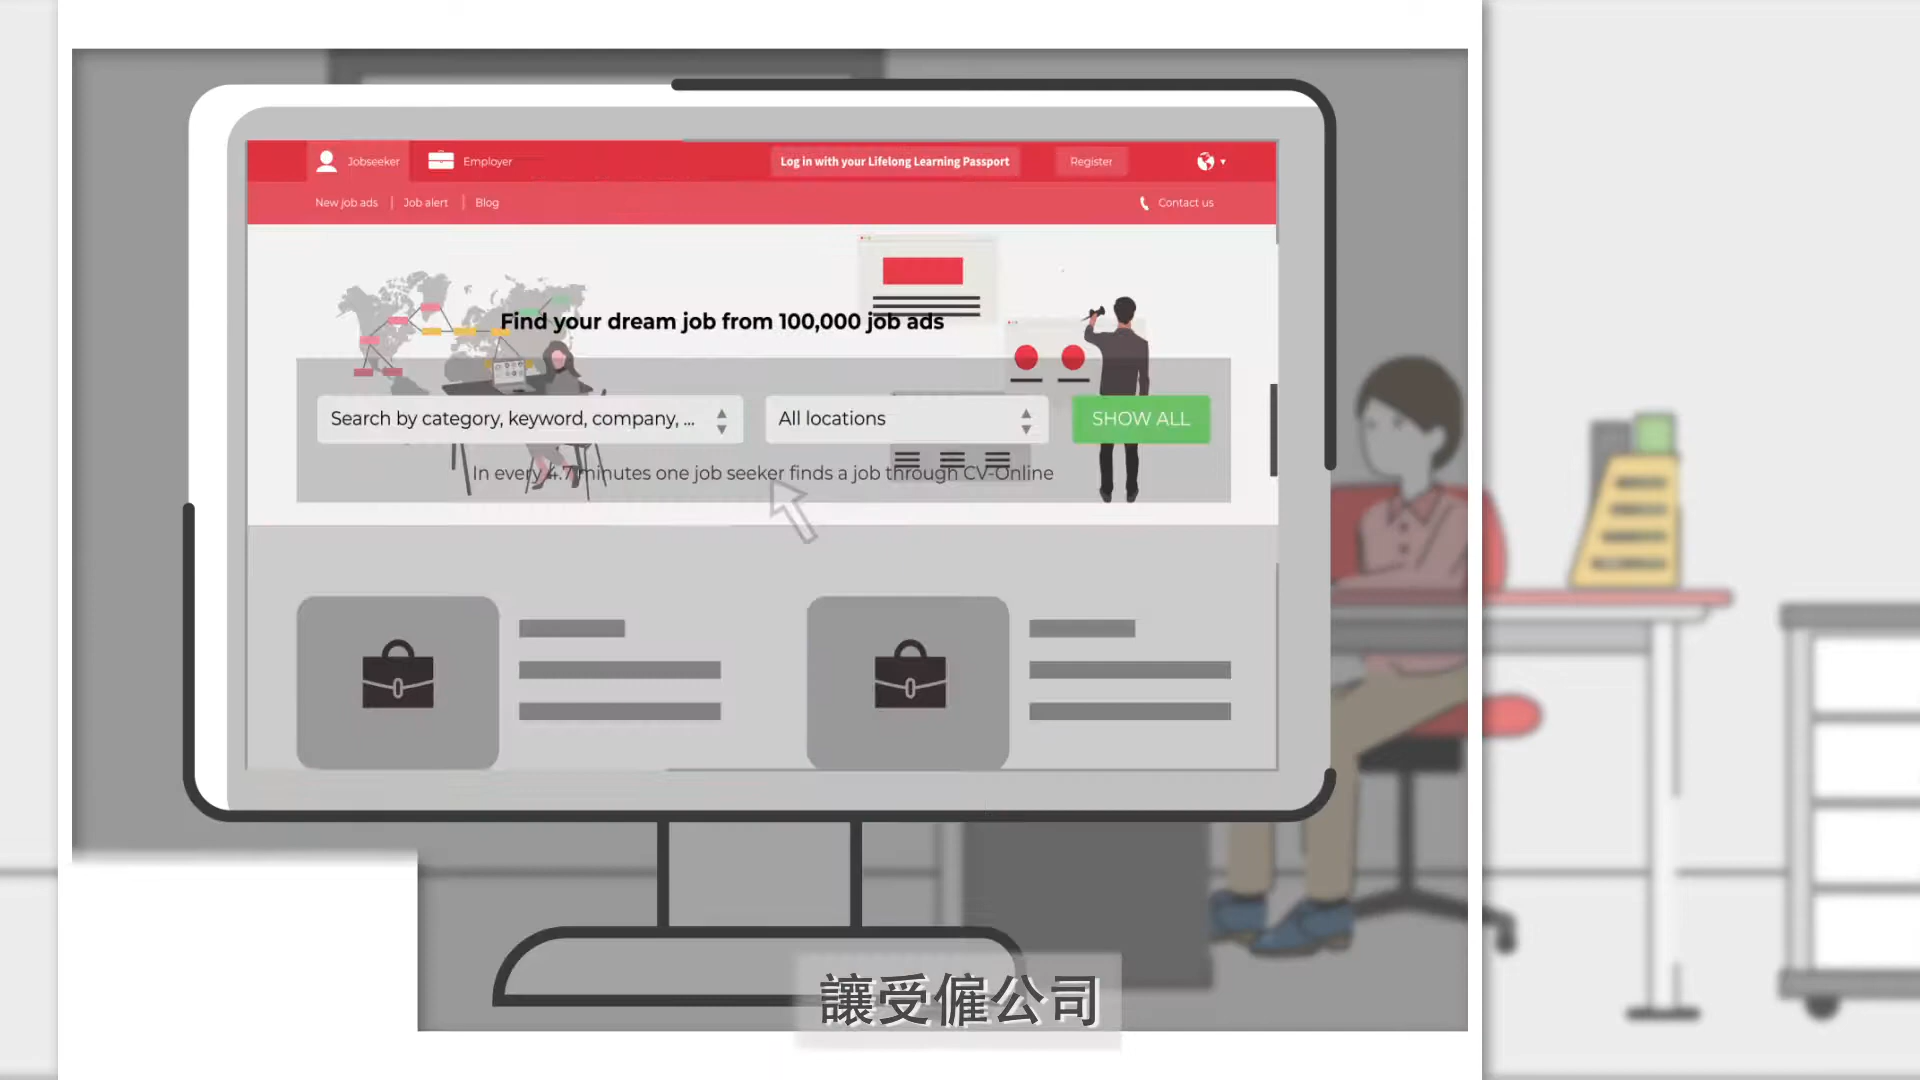 Jobseeker
Employer
Log in with your Lifelong Learning Passport
Register
New job ads
Job alert
Blog
Contact us
Find your dream job from 100,000 job ads
Search by category, keyword, company, ...
All locations
SHOW ALL
In every 4.7 minutes one job seeker finds a job through CV-Online
讓受僱公司